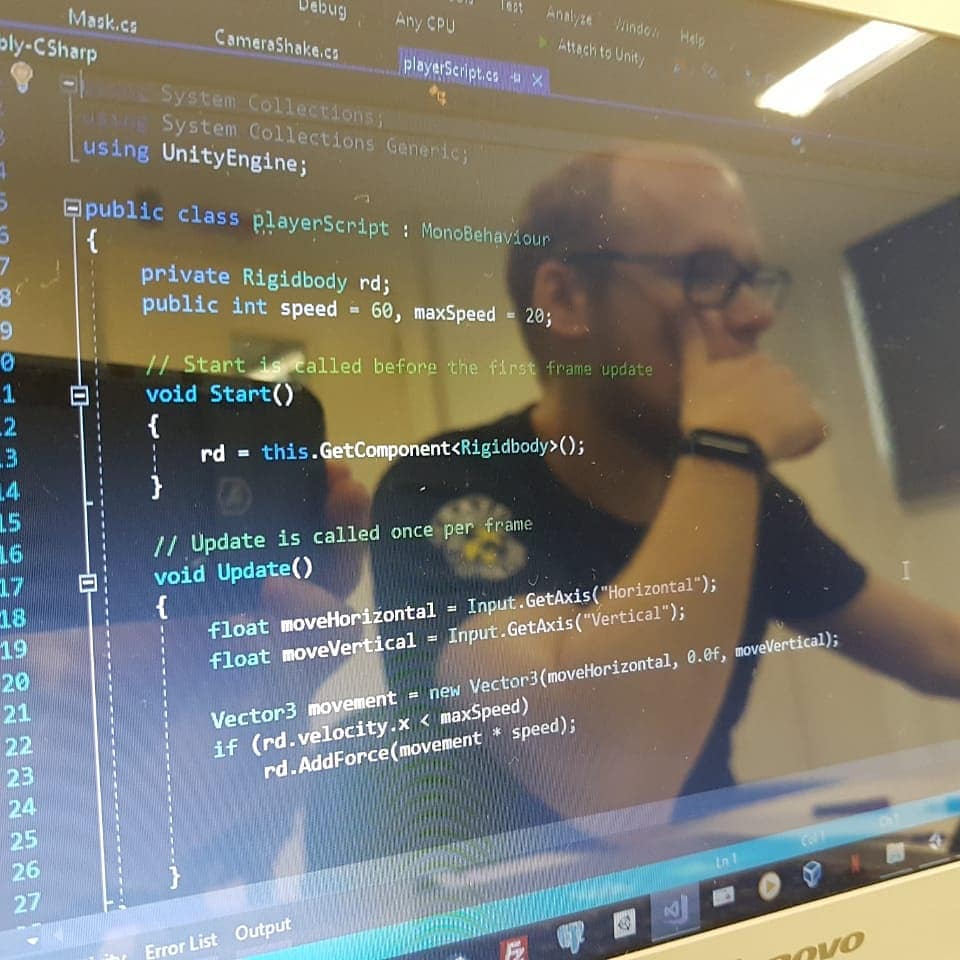 Debug
Any CPU
Test
Analyze
Window
Help
Attach to Unity
Mask.cs
CameraShake.cs
playerScript.cs
bly-CSharp
using System.Collections;
using System.Collections.Generic;
using UnityEngine;
public class playerScript : MonoBehaviour
{
private Rigidbody rd;
public int speed = 60, maxSpeed = 20;
// Start is called before the first frame update
void Start()
{
rd = this.GetComponent<Rigidbody>();
}
// Update is called once per frame
void Update()
{
float moveHorizontal = Input.GetAxis("Horizontal");
float moveVertical = Input.GetAxis("Vertical");
Vector3 movement = new Vector3(moveHorizontal, 0.0f, moveVertical);
if (rd.velocity.x < maxSpeed)
rd.AddForce(movement * speed);
}
3
4
5
6
7
8
9
0
1
2
3
14
15
16
17
18
19
20
21
22
23
24
25
26
27
Ln 1
Col 1
Ch 1
Error List
Output
Fz
novo